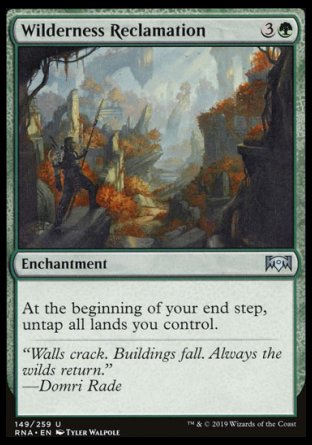 Wilderness Reclamation 3
Enchantment
At the beginning of your end step,
untap all lands you control.
“Walls crack. Buildings fall. Always the
wilds return.”
—Domri Rade
149/259 U
RNA • EN Tyler Walpole ™ & © 2019 Wizards of the Coast